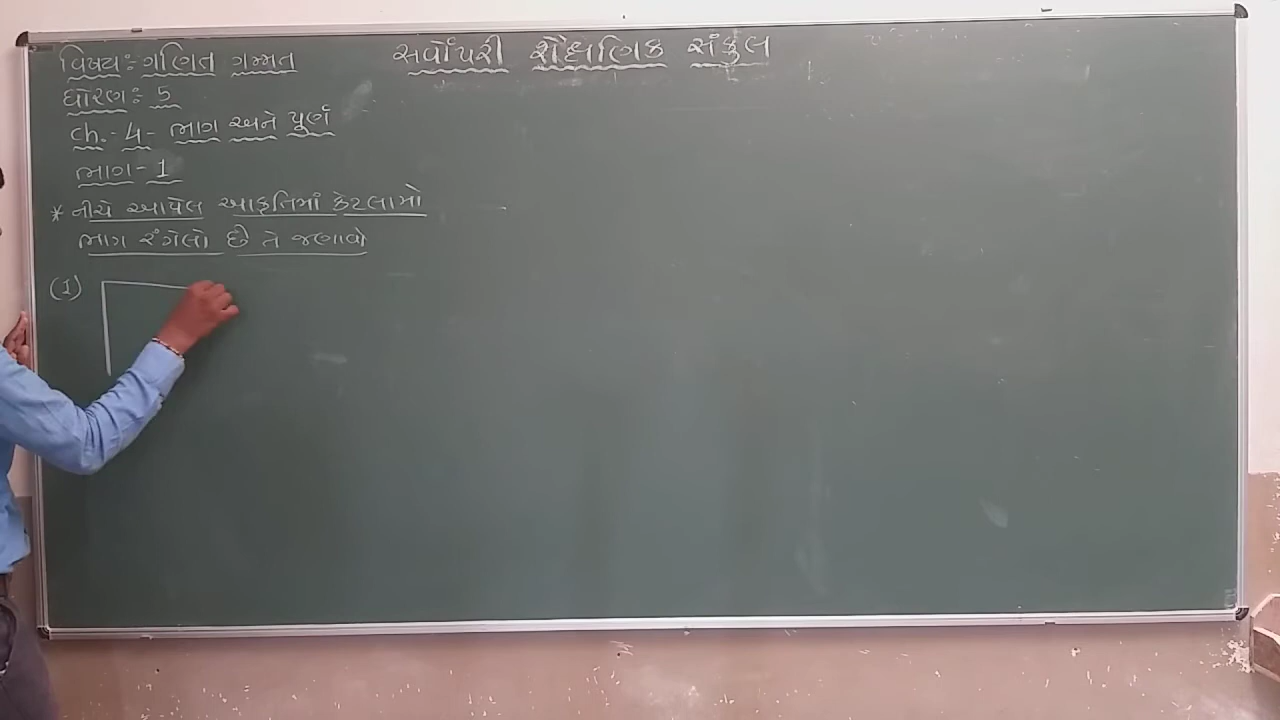 સર્વોપરી શૈક્ષણિક સંકુલ
વિષય:- ગણિત ગમ્મત
ધોરણ:- 5
ch.- 4 - ભાગ અને પૂર્ણ
ભાગ - 1
* નીચે આપેલ આકૃતિમાં કેટલામો
ભાગ રંગેલો છે તે જણાવો
(1)